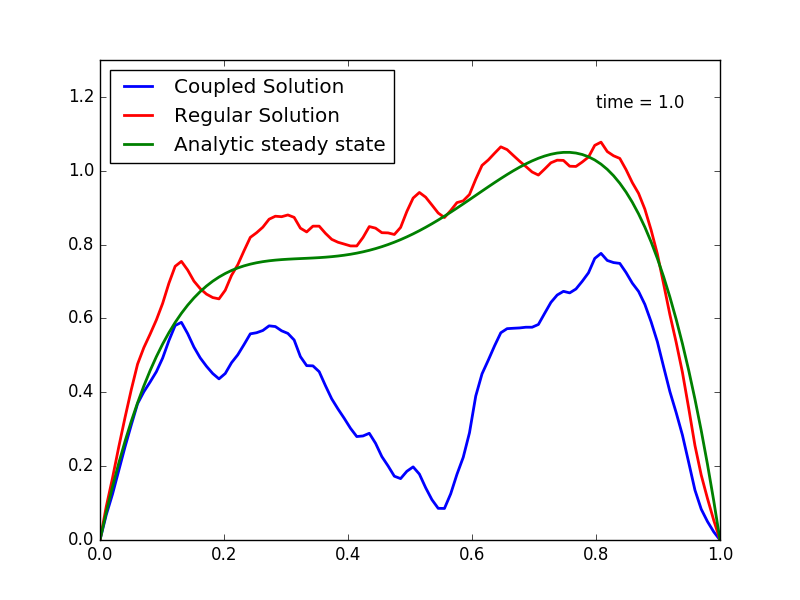 1.2
1.0
0.8
0.6
0.4
0.2
0.0
Coupled Solution
Regular Solution
Analytic steady state
time = 1.0
0.0 0.2 0.4 0.6 0.8 1.0